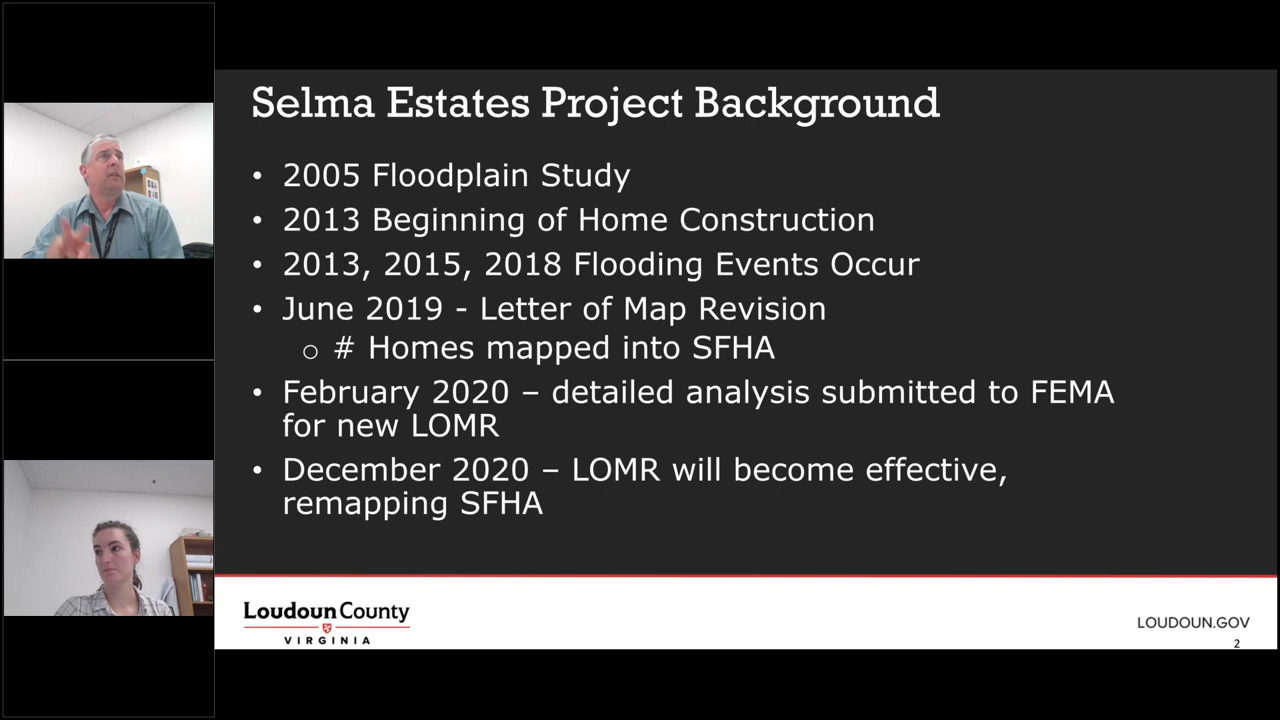 Selma Estates Project Background
• 2005 Floodplain Study
• 2013 Beginning of Home Construction
• 2013, 2015, 2018 Flooding Events Occur
• June 2019 - Letter of Map Revision
o # Homes mapped into SFHA
• February 2020 – detailed analysis submitted to FEMA
for new LOMR
• December 2020 – LOMR will become effective,
remapping SFHA
Loudoun County
VIRGINIA
LOUDOUN.GOV
2